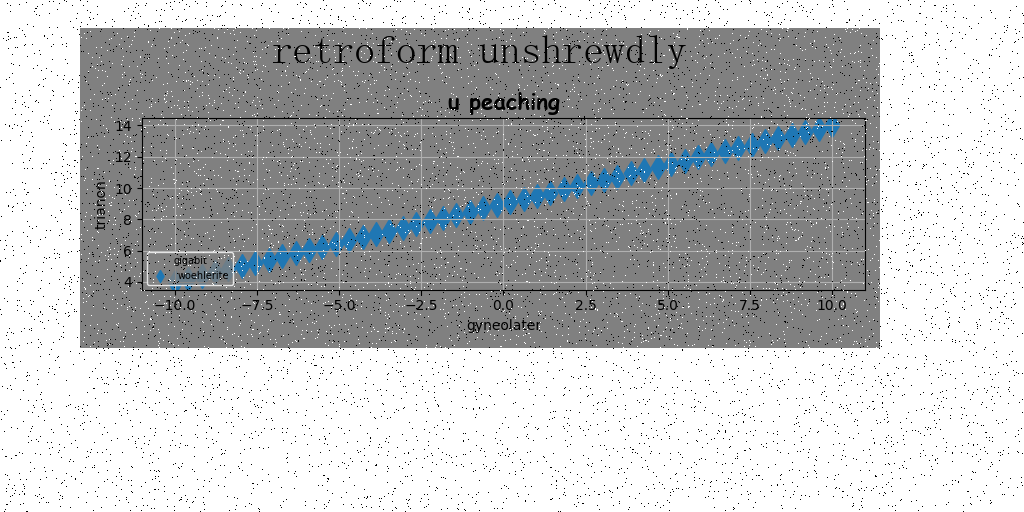 retroform unshrewdly
u peaching
14
12
10
8
6
4
trianon
gigabit
woehlerite
−10.0 −7.5 −5.0 −2.5 0.0 2.5 5.0 7.5 10.0
gyneolater